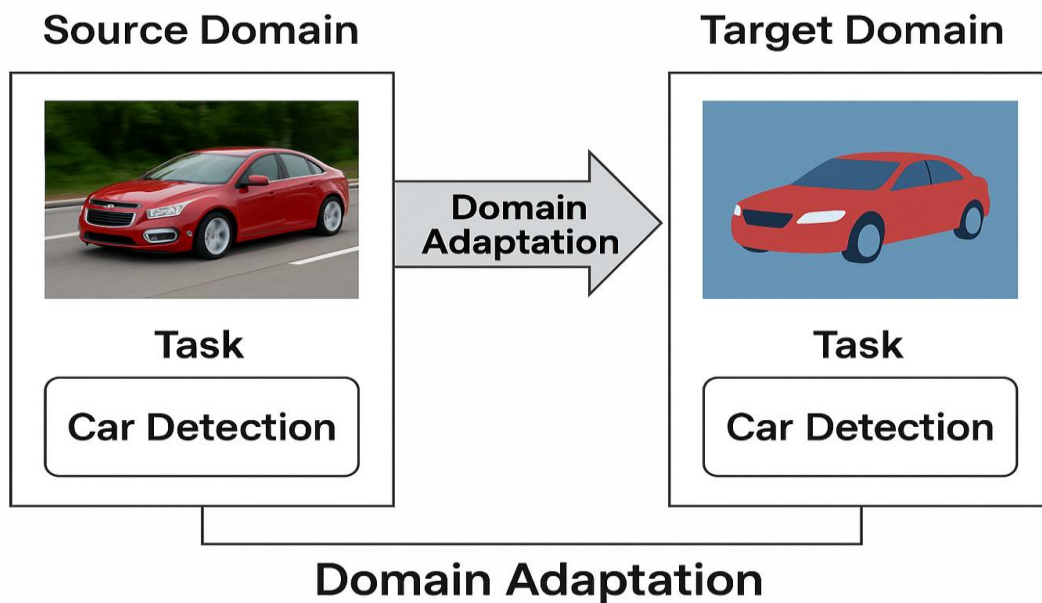 Source Domain
Target Domain
Domain
Adaptation
Task
Task
Car Detection
Car Detection
Domain Adaptation